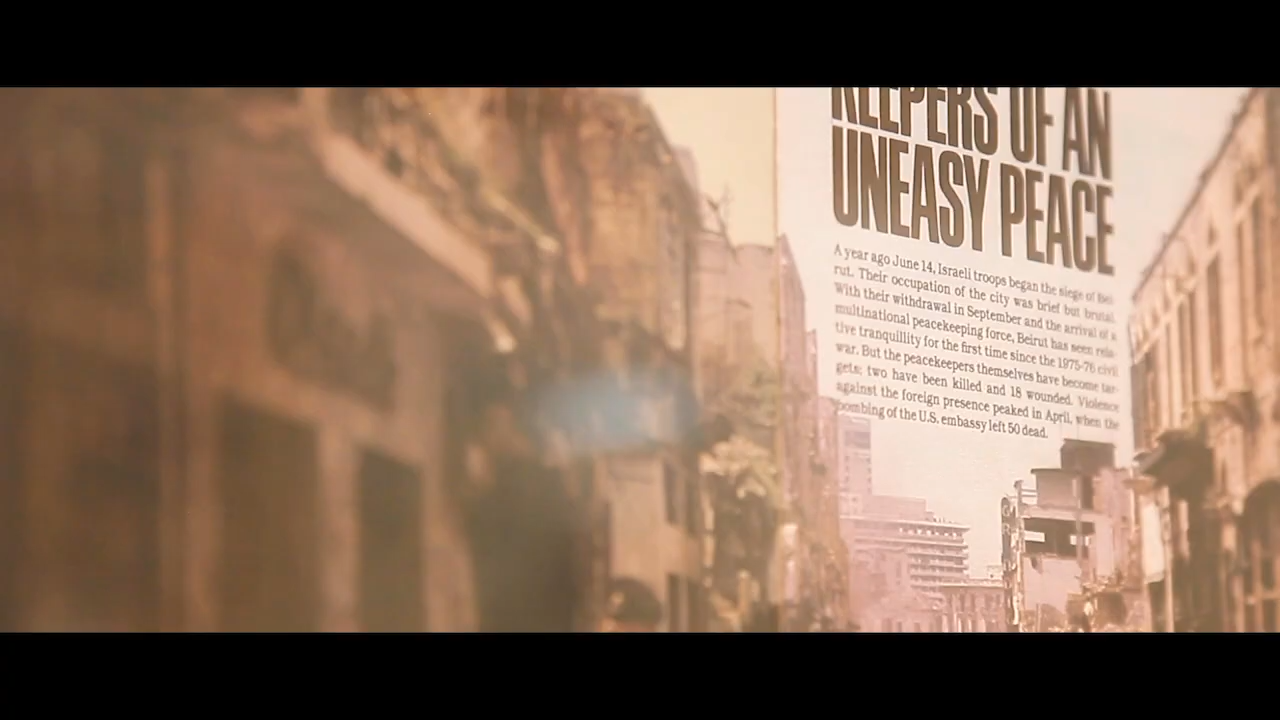 KEEPERS OF AN
UNEASY PEACE
A year ago June 14, Israeli troops began the siege of Bei-
rut. Their occupation of the city was brief but brutal.
With their withdrawal in September and the arrival of a
multinational peacekeeping force, Beirut has seen rela-
tive tranquillity for the first time since the 1975-76 civil
war. But the peacekeepers themselves have become tar-
gets; two have been killed and 18 wounded. Violence
against the foreign presence peaked in April, when the
bombing of the U.S. embassy left 50 dead.